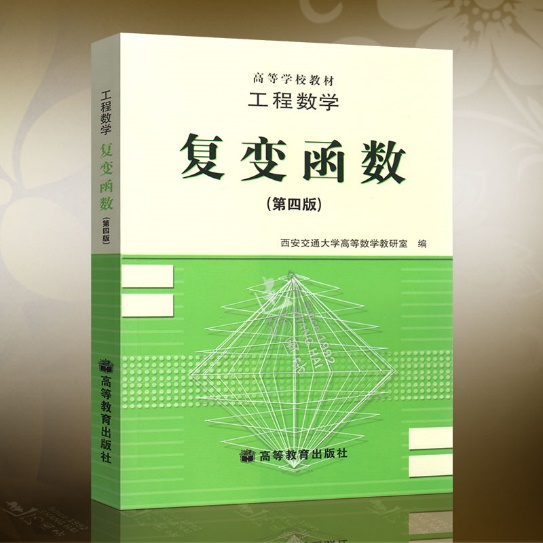 高等学校教材
工程数学
复变函数
(第四版)
西安交通大学高等数学教研室 编
高等教育出版社
工程数学
复变函数
(第四版)
高等教育出版社